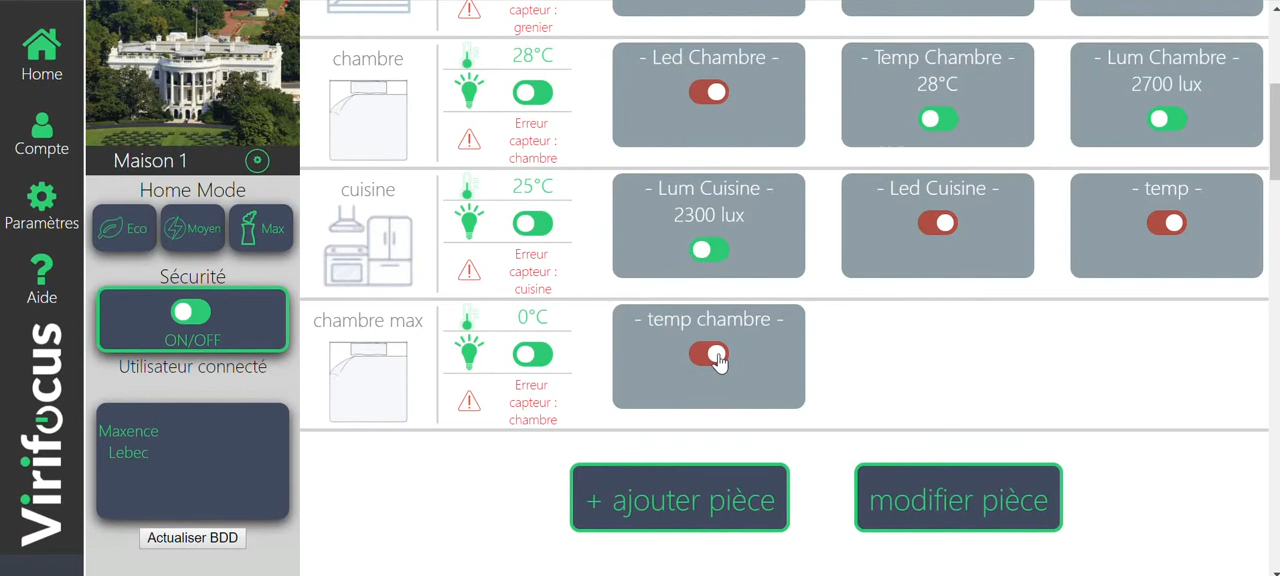 Home
Compte
Paramètres
Aide
Virifocus
Maison 1
Home Mode
Eco
Moyen
Max
Sécurité
ON/OFF
Utilisateur connecté
Maxence
Lebec
Actualiser BDD
capteur :
grenier
chambre
28°C
Erreur
capteur :
chambre
- Led Chambre -
- Temp Chambre -
28°C
- Lum Chambre -
2700 lux
cuisine
25°C
Erreur
capteur :
cuisine
- Lum Cuisine -
2300 lux
- Led Cuisine -
- temp -
chambre max
0°C
Erreur
capteur :
chambre
- temp chambre -
+ ajouter pièce
modifier pièce